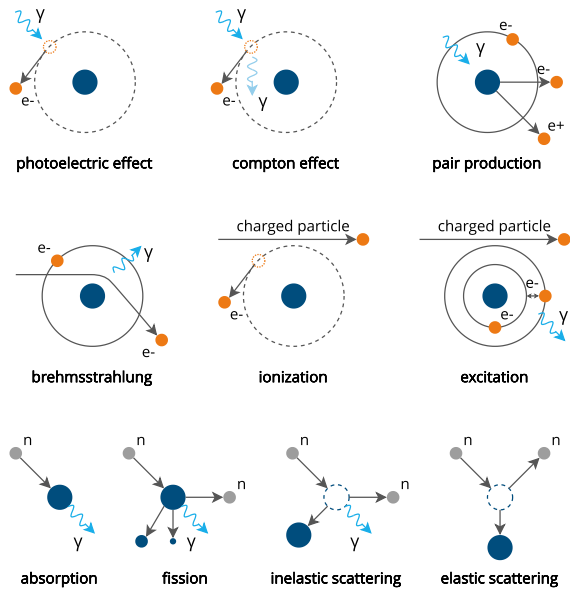 γ γ
γ
e- e- γ e-
e- e+
photoelectric effect compton effect pair production
charged particle charged particle
e- γ
e-
e- e- e- γ
brehmsstrahlung ionization excitation
n n n n n
n n
γ γ γ
absorption fission inelastic scattering elastic scattering